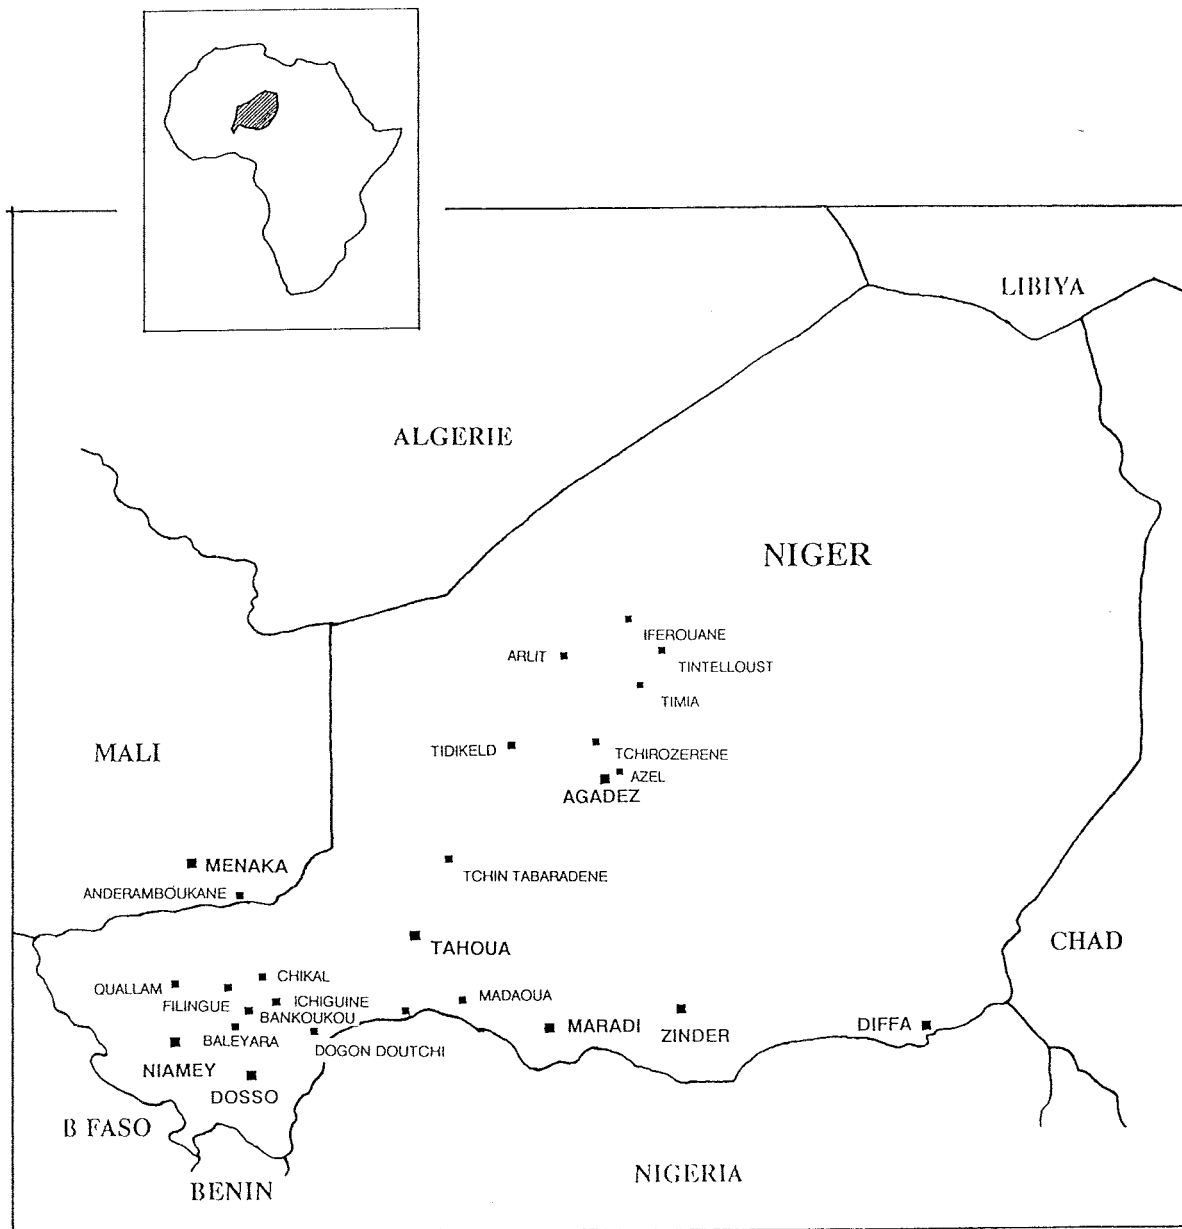 LIBIYA
ALGERIE
NIGER
IFEROUANE
ARLIT
TINTELLOUST
TIMIA
MALI
TIDIKELD
TCHIROZERENE
AZEL
AGADEZ
MENAKA
TCHIN TABARADENE
ANDERAMBOUKANE
TAHOUA
CHAD
CHIKAL
QUALLAM
ICHIGUINE
MADAOUA
FILINGUE
BANKOUKOU
MARADI
DIFFA
ZINDER
BALEYARA
DOGON DOUTCHI
NIAMEY
DOSSO
B FASO
NIGERIA
BENIN